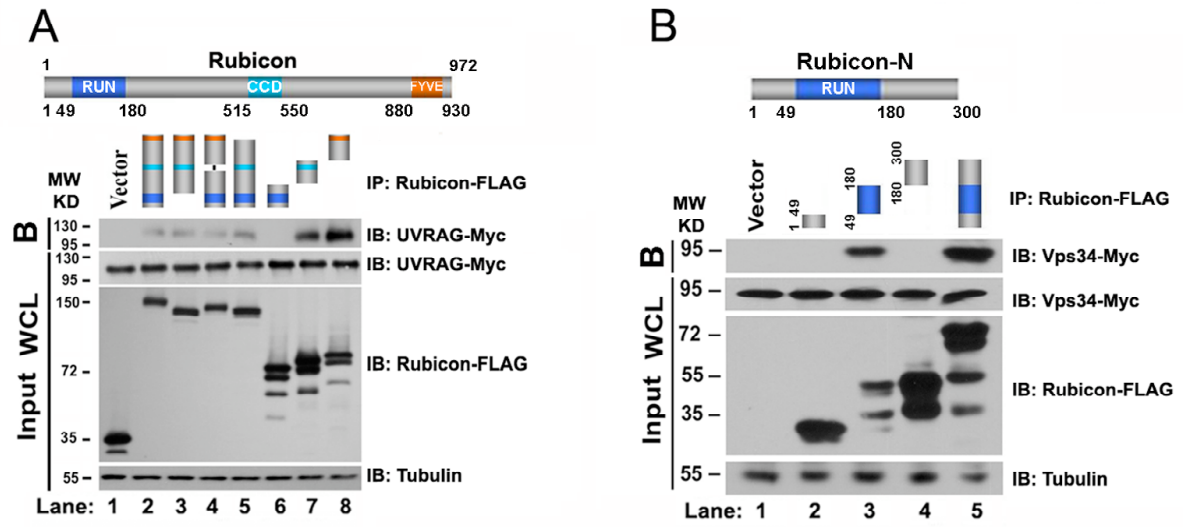 A
Rubicon
1 972
RUN CCD FYVE
1 49 180 515 550 880 930
Vector
MW
KD
IP: Rubicon-FLAG
B
130 –
95 –
IB: UVRAG-Myc
Input WCL
130 –
95 –
IB: UVRAG-Myc
150 –
72 –
35 –
IB: Rubicon-FLAG
55 –
IB: Tubulin
Lane: 1 2 3 4 5 6 7 8
B
Rubicon-N
RUN
1 49 180 300
Vector
1 49
49 180
180 300
MW
KD
IP: Rubicon-FLAG
B
95 –
IB: Vps34-Myc
Input WCL
95 –
IB: Vps34-Myc
72 –
55 –
35 –
IB: Rubicon-FLAG
55 –
IB: Tubulin
Lane: 1 2 3 4 5